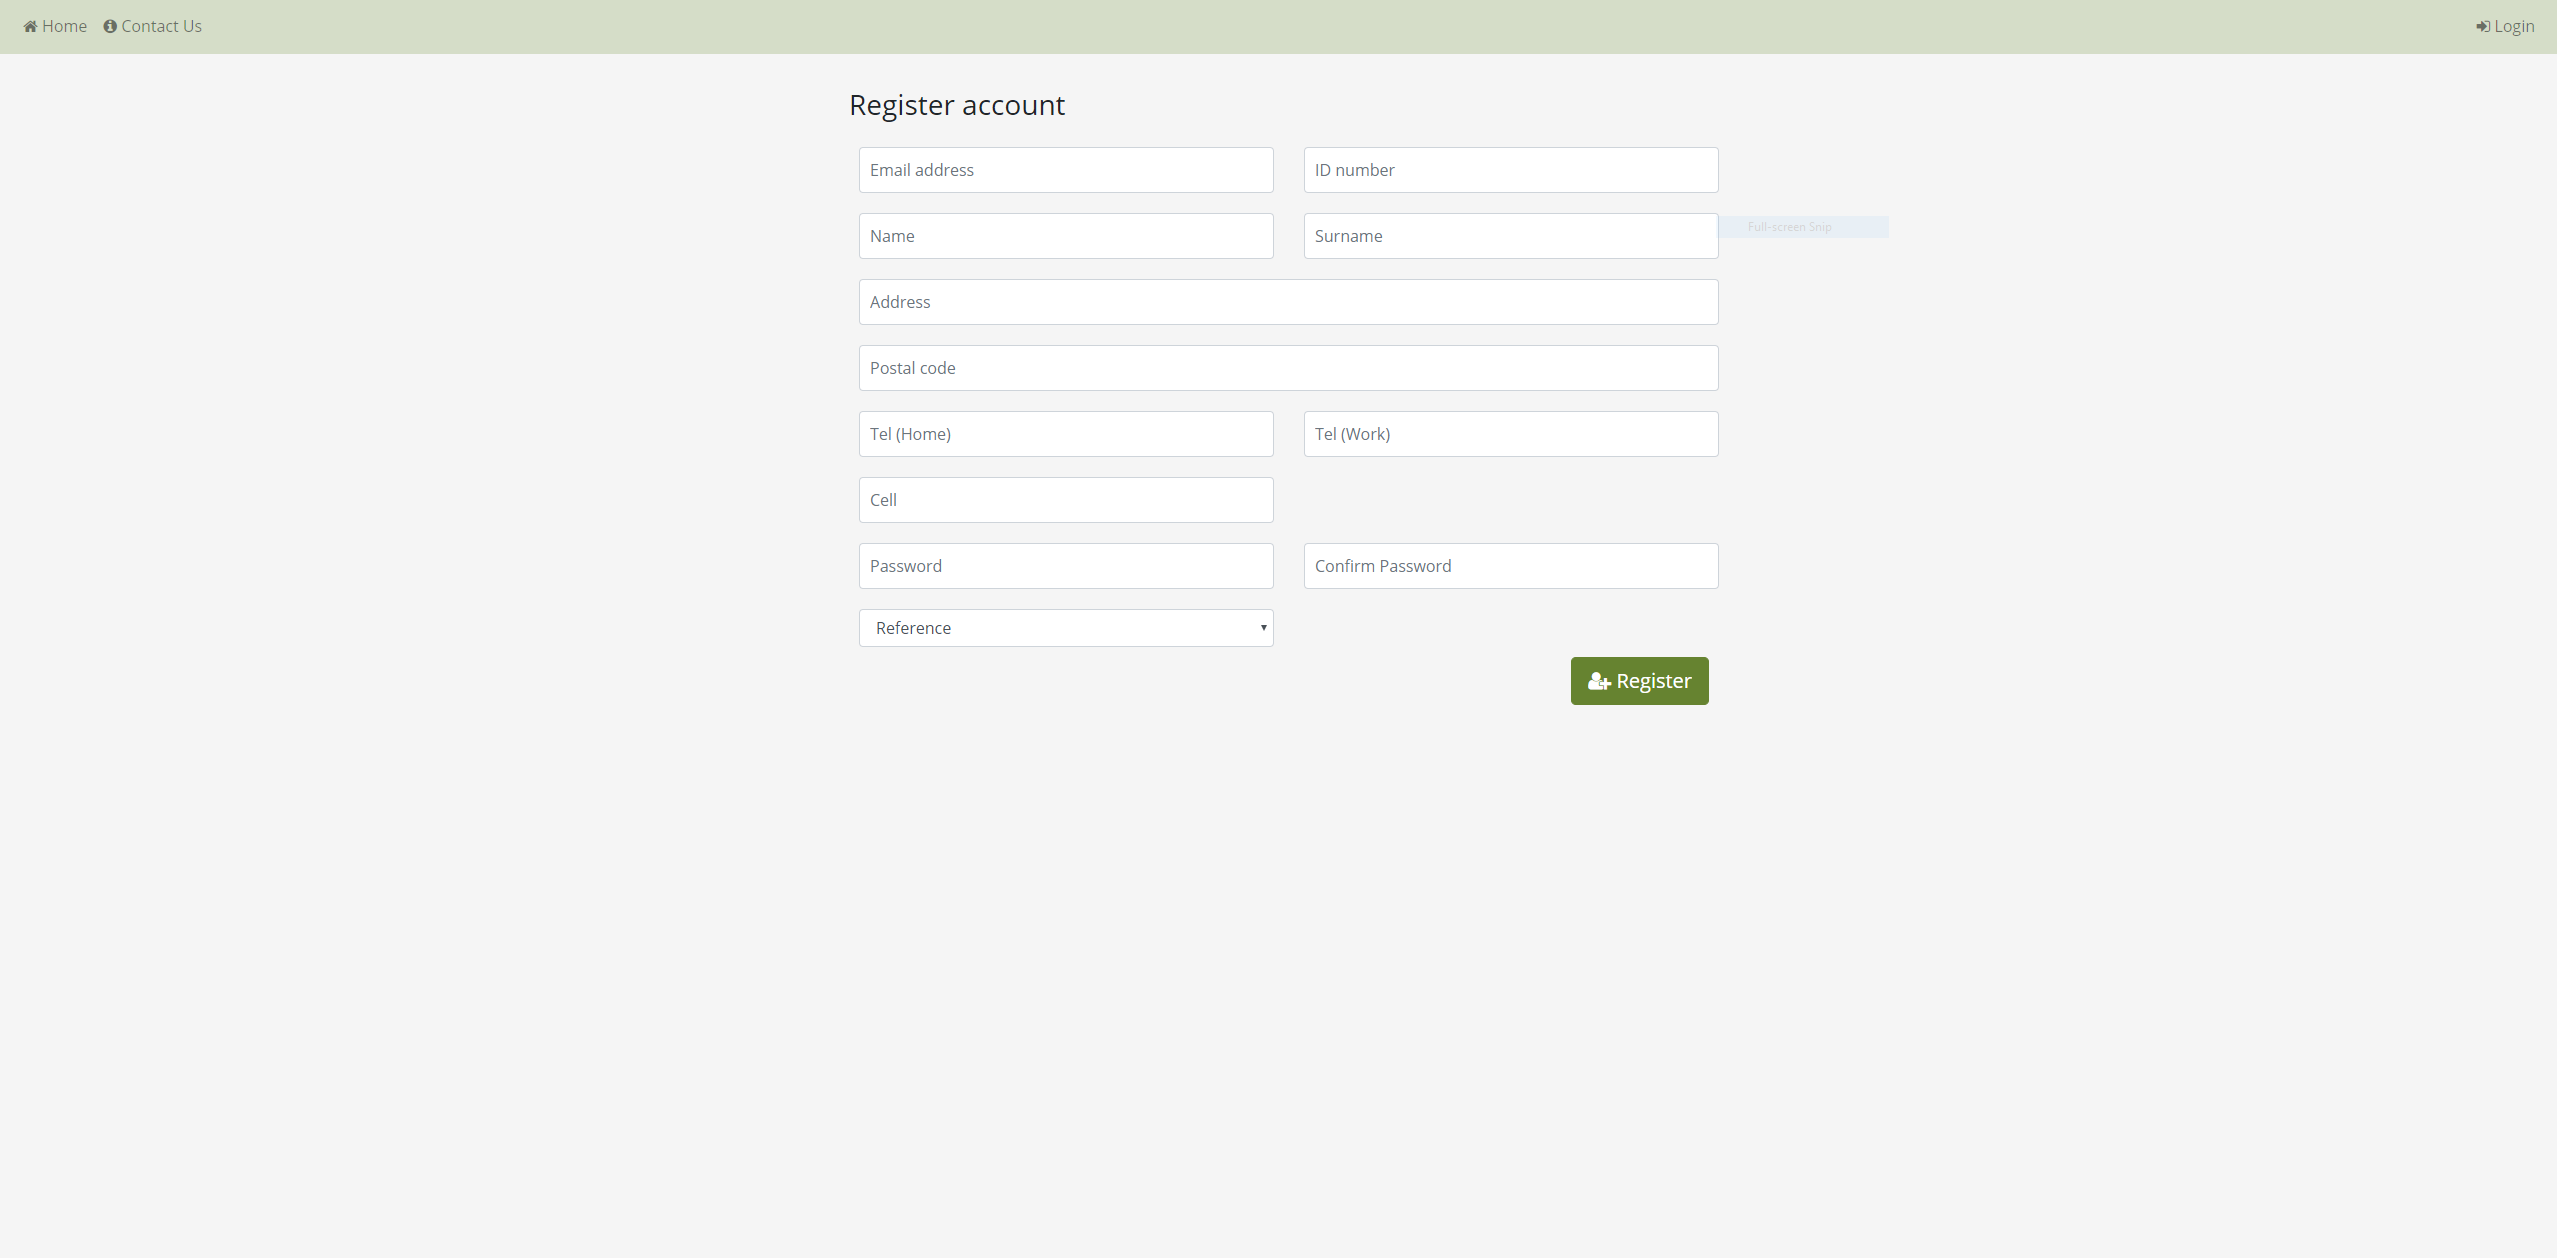 Home Contact Us Login
Register account
Email address ID number
Name Surname Full-screen Snip
Address
Postal code
Tel (Home) Tel (Work)
Cell
Password Confirm Password
Reference
Register